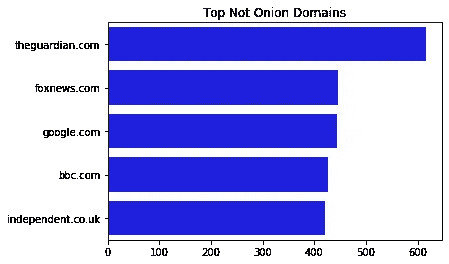 Top Not Onion Domains
theguardian.com
foxnews.com
google.com
bbc.com
independent.co.uk
0 100 200 300 400 500 600